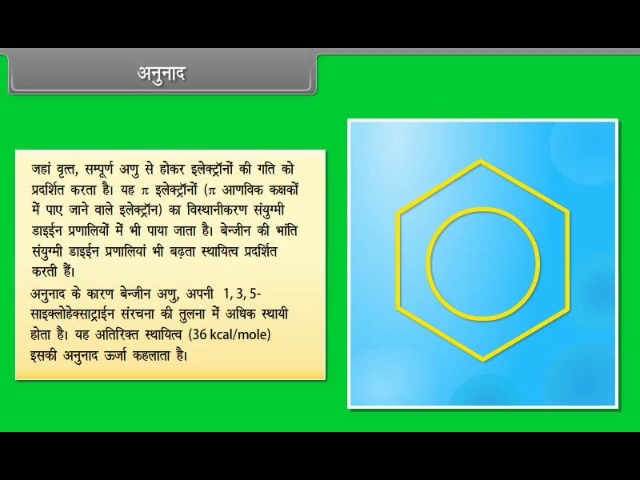 अनुनाद
जहां वृत्त, सम्पूर्ण अणु से होकर इलेक्ट्रॉनों की गति को
प्रदर्शित करता है। यह π इलेक्ट्रॉनों (π आणविक कक्षकों
में पाए जाने वाले इलेक्ट्रॉन) का विस्थानीकरण संयुग्मी
डाइईन प्रणालियों में भी पाया जाता है। बेन्जीन की भांति
संयुग्मी डाइईन प्रणालियां भी बढ़ता स्थायित्व प्रदर्शित
करती हैं।
अनुनाद के कारण बेन्जीन अणु, अपनी 1, 3, 5-
साइक्लोहेक्साट्राईन संरचना की तुलना में अधिक स्थायी
होता है। यह अतिरिक्त स्थायित्व (36 kcal/mole)
इसकी अनुनाद ऊर्जा कहलाता है।